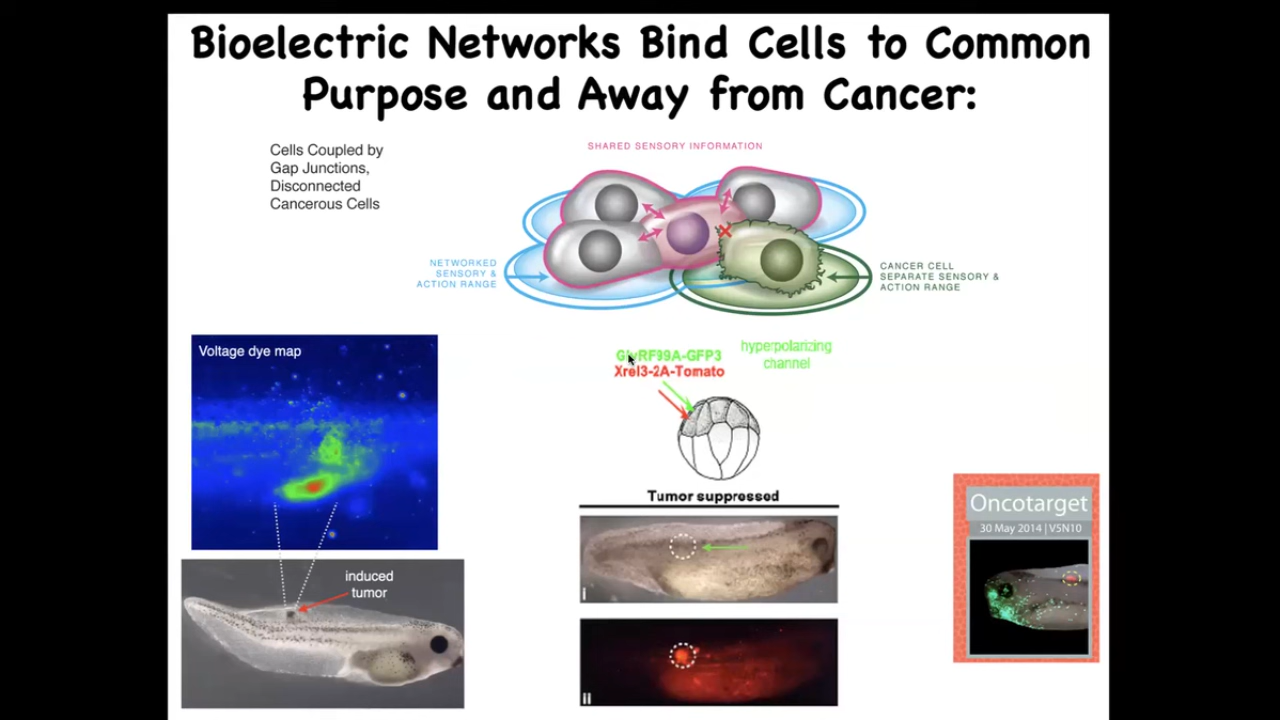 Bioelectric Networks Bind Cells to Common
Purpose and Away from Cancer:
Cells Coupled by
Gap Junctions,
Disconnected
Cancerous Cells
SHARED SENSORY INFORMATION
NETWORKED
SENSORY &
ACTION RANGE
CANCER CELL
SEPARATE SENSORY &
ACTION RANGE
Voltage dye map
induced
tumor
GlyRF99A-GFP3
Xrel3-2A-Tomato
hyperpolarizing
channel
Tumor suppressed
i
ii
Oncotarget
30 May 2014 | V5N10